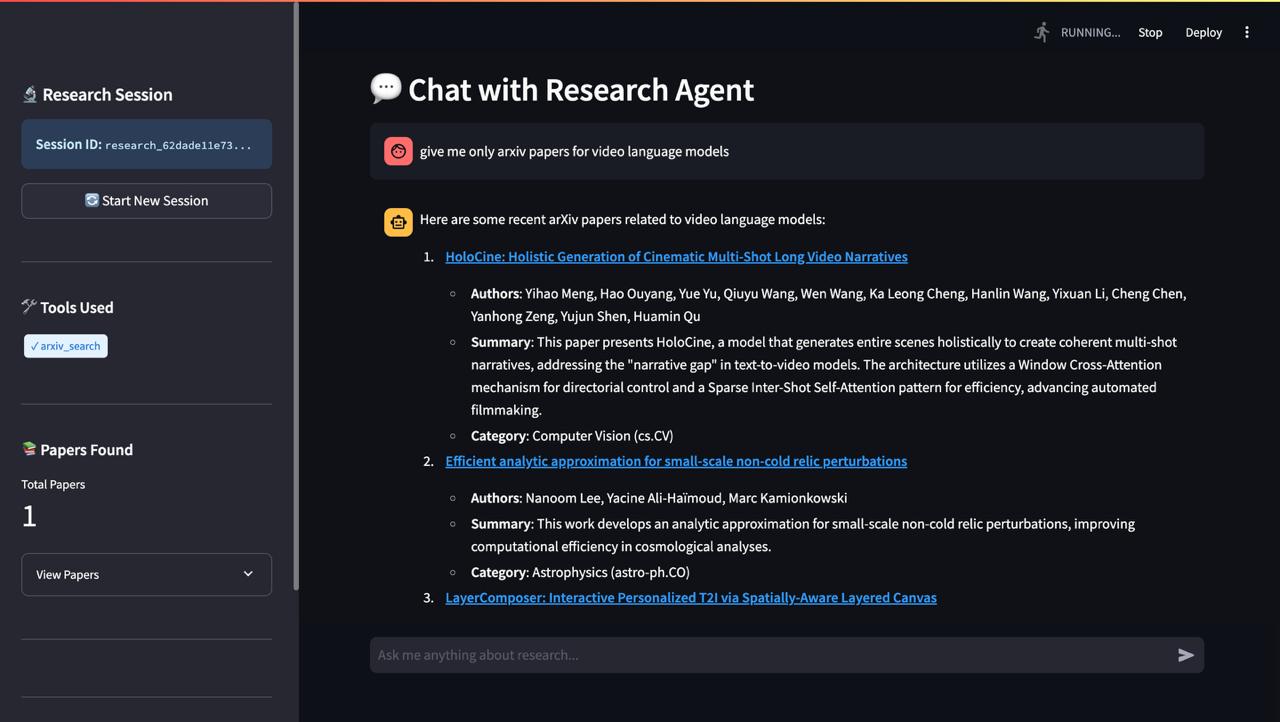 RUNNING...
Stop
Deploy
Research Session
Session ID: research_62dade11e73...
Start New Session
Tools Used
✓ arxiv_search
Papers Found
Total Papers
1
View Papers
Chat with Research Agent
give me only arxiv papers for video language models
Here are some recent arXiv papers related to video language models:
1. HoloCine: Holistic Generation of Cinematic Multi-Shot Long Video Narratives
○ Authors: Yihao Meng, Hao Ouyang, Yue Yu, Qiuyu Wang, Wen Wang, Ka Leong Cheng, Hanlin Wang, Yixuan Li, Cheng Chen,
Yanhong Zeng, Yujun Shen, Huamin Qu
○ Summary: This paper presents HoloCine, a model that generates entire scenes holistically to create coherent multi-shot
narratives, addressing the "narrative gap" in text-to-video models. The architecture utilizes a Window Cross-Attention
mechanism for directorial control and a Sparse Inter-Shot Self-Attention pattern for efficiency, advancing automated
filmmaking.
○ Category: Computer Vision (cs.CV)
2. Efficient analytic approximation for small-scale non-cold relic perturbations
○ Authors: Nanoom Lee, Yacine Ali-Haïmoud, Marc Kamionkowski
○ Summary: This work develops an analytic approximation for small-scale non-cold relic perturbations, improving
computational efficiency in cosmological analyses.
○ Category: Astrophysics (astro-ph.CO)
3. LayerComposer: Interactive Personalized T2I via Spatially-Aware Layered Canvas
Ask me anything about research...